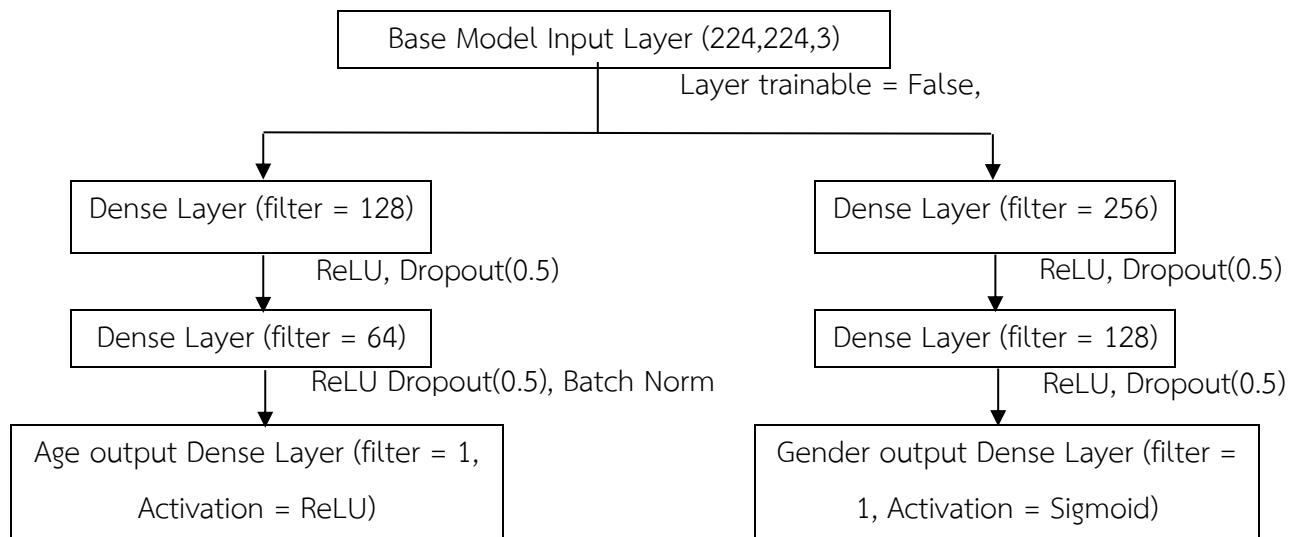 Base Model Input Layer (224,224,3)
Layer trainable = False,
Dense Layer (filter = 128)
Dense Layer (filter = 256)
ReLU, Dropout(0.5)
ReLU, Dropout(0.5)
Dense Layer (filter = 64)
Dense Layer (filter = 128)
ReLU Dropout(0.5), Batch Norm
ReLU, Dropout(0.5)
Age output Dense Layer (filter = 1,
Activation = ReLU)
Gender output Dense Layer (filter =
1, Activation = Sigmoid)